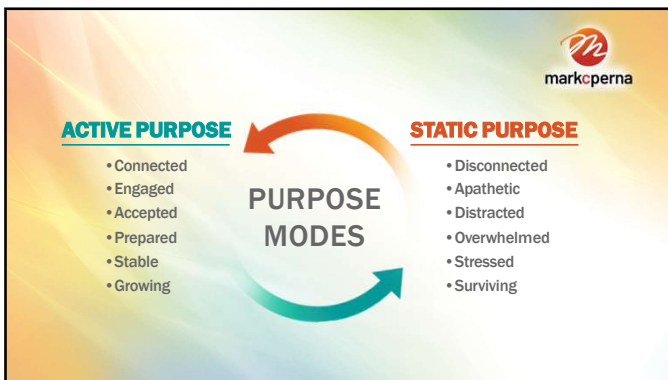 markcperna
ACTIVE PURPOSE
•Connected
•Engaged
•Accepted
•Prepared
•Stable
•Growing
PURPOSE
MODES
STATIC PURPOSE
•Disconnected
•Apathetic
•Distracted
•Overwhelmed
•Stressed
•Surviving